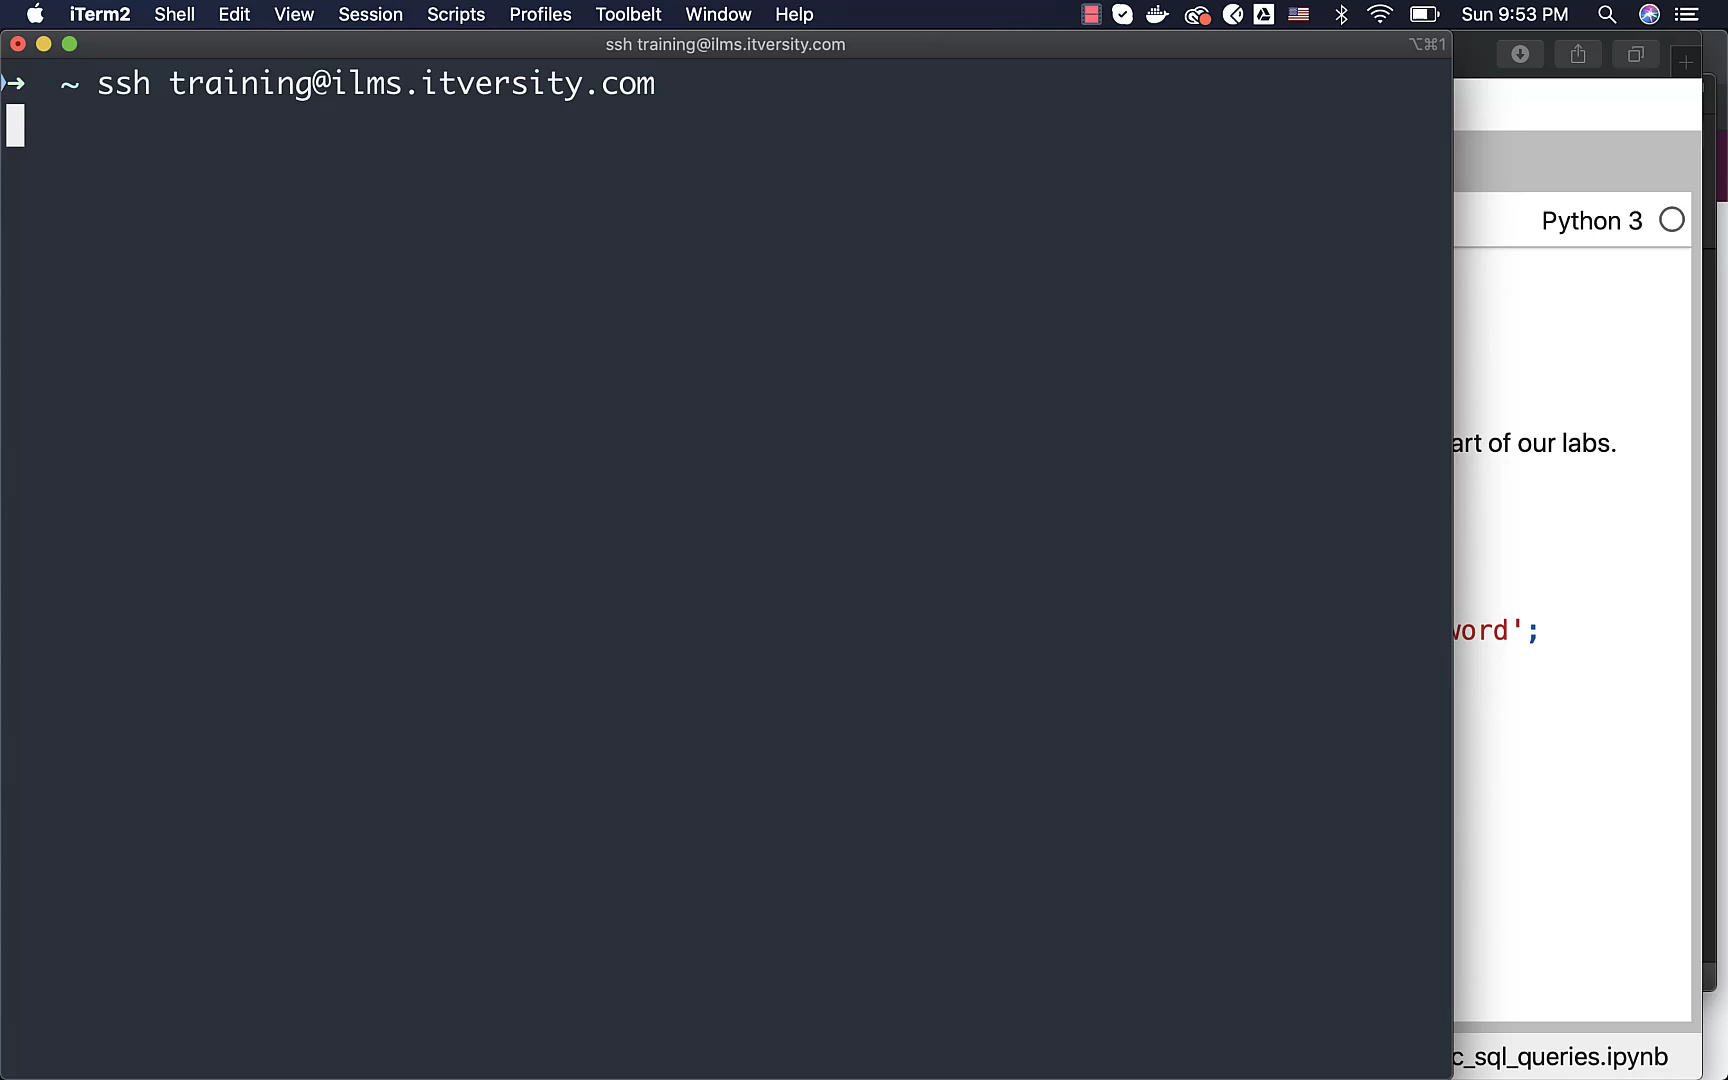 iTerm2 Shell Edit View Session Scripts Profiles Toolbelt Window Help Sun 9:53 PM
ssh training@ilms.itversity.com ⌥⌘1
→ ~ ssh training@ilms.itversity.com
Python 3
art of our labs.
word';
c_sql_queries.ipynb